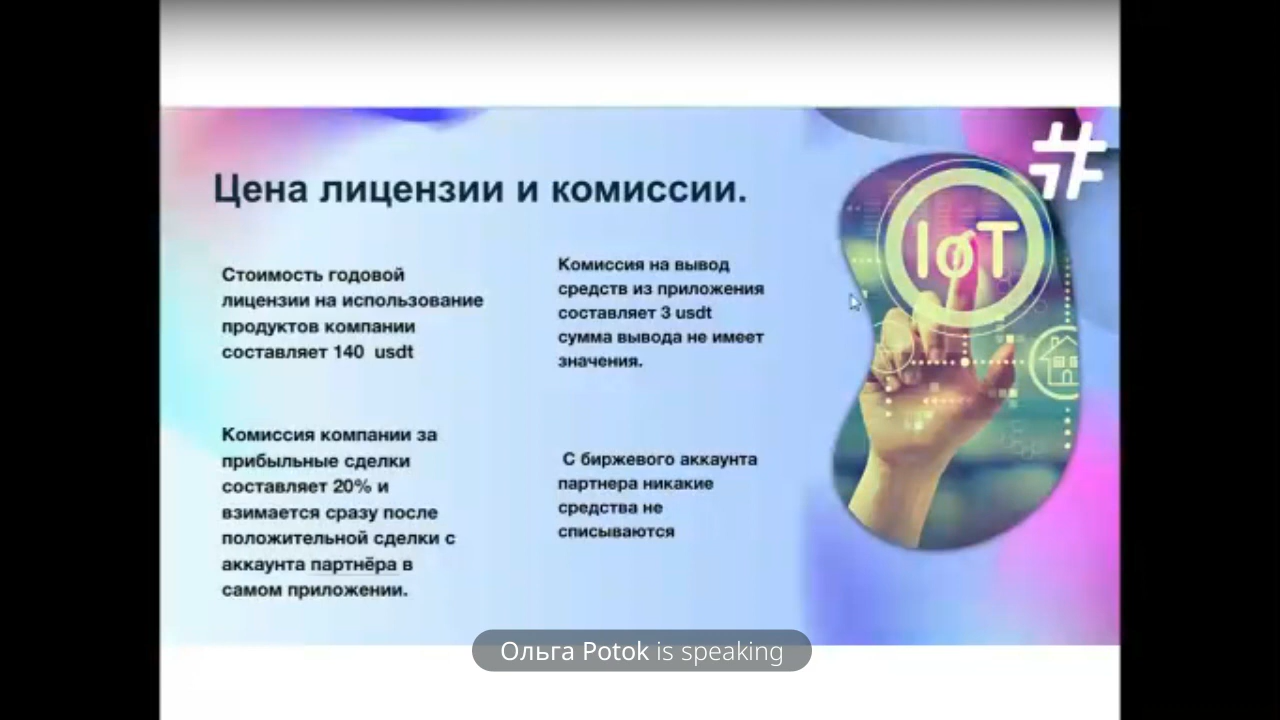 Цена лицензии и комиссии.
Стоимость годовой
лицензии на использование
продуктов компании
составляет 140 usdt
Комиссия на вывод
средств из приложения
составляет 3 usdt
сумма вывода не имеет
значения.
Комиссия компании за
прибыльные сделки
составляет 20% и
взимается сразу после
положительной сделки с
аккаунта партнёра в
самом приложении.
С биржевого аккаунта
партнера никакие
средства не
списываются
IoT
Ольга Potok is speaking